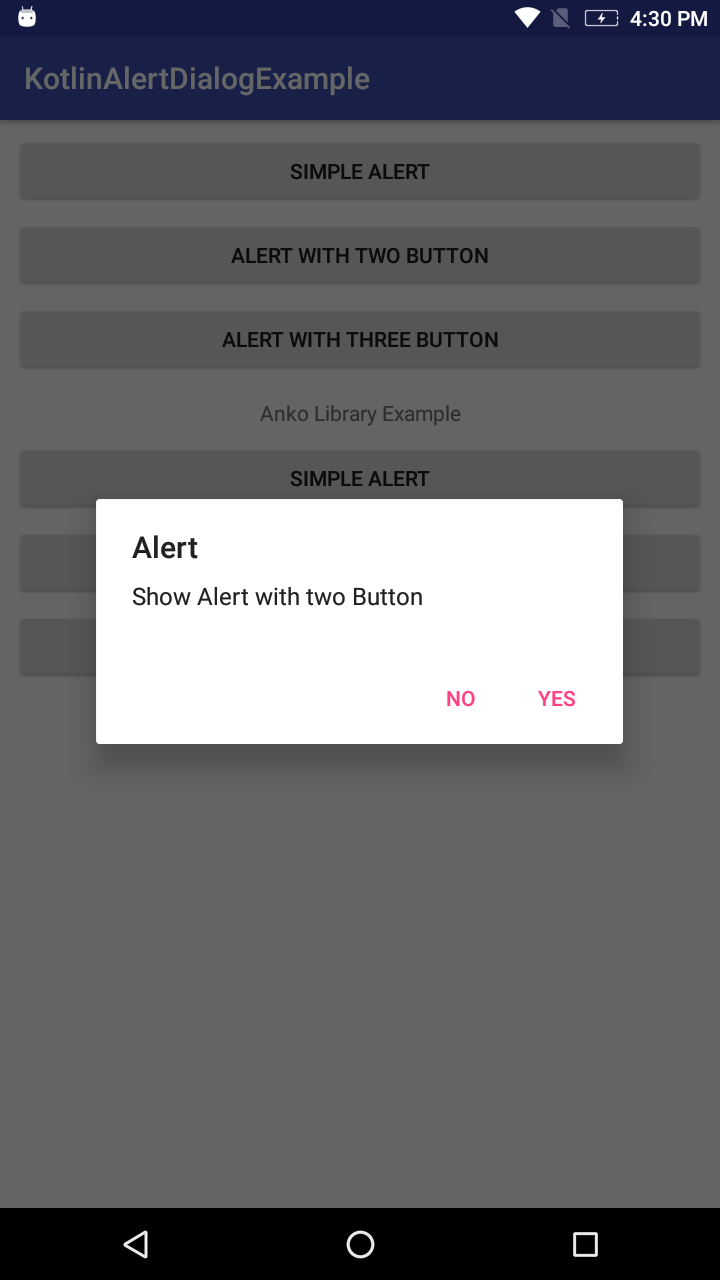 4:30 PM
KotlinAlertDialogExample
SIMPLE ALERT
ALERT WITH TWO BUTTON
ALERT WITH THREE BUTTON
Anko Library Example
SIMPLE ALERT
Alert
Show Alert with two Button
NO YES